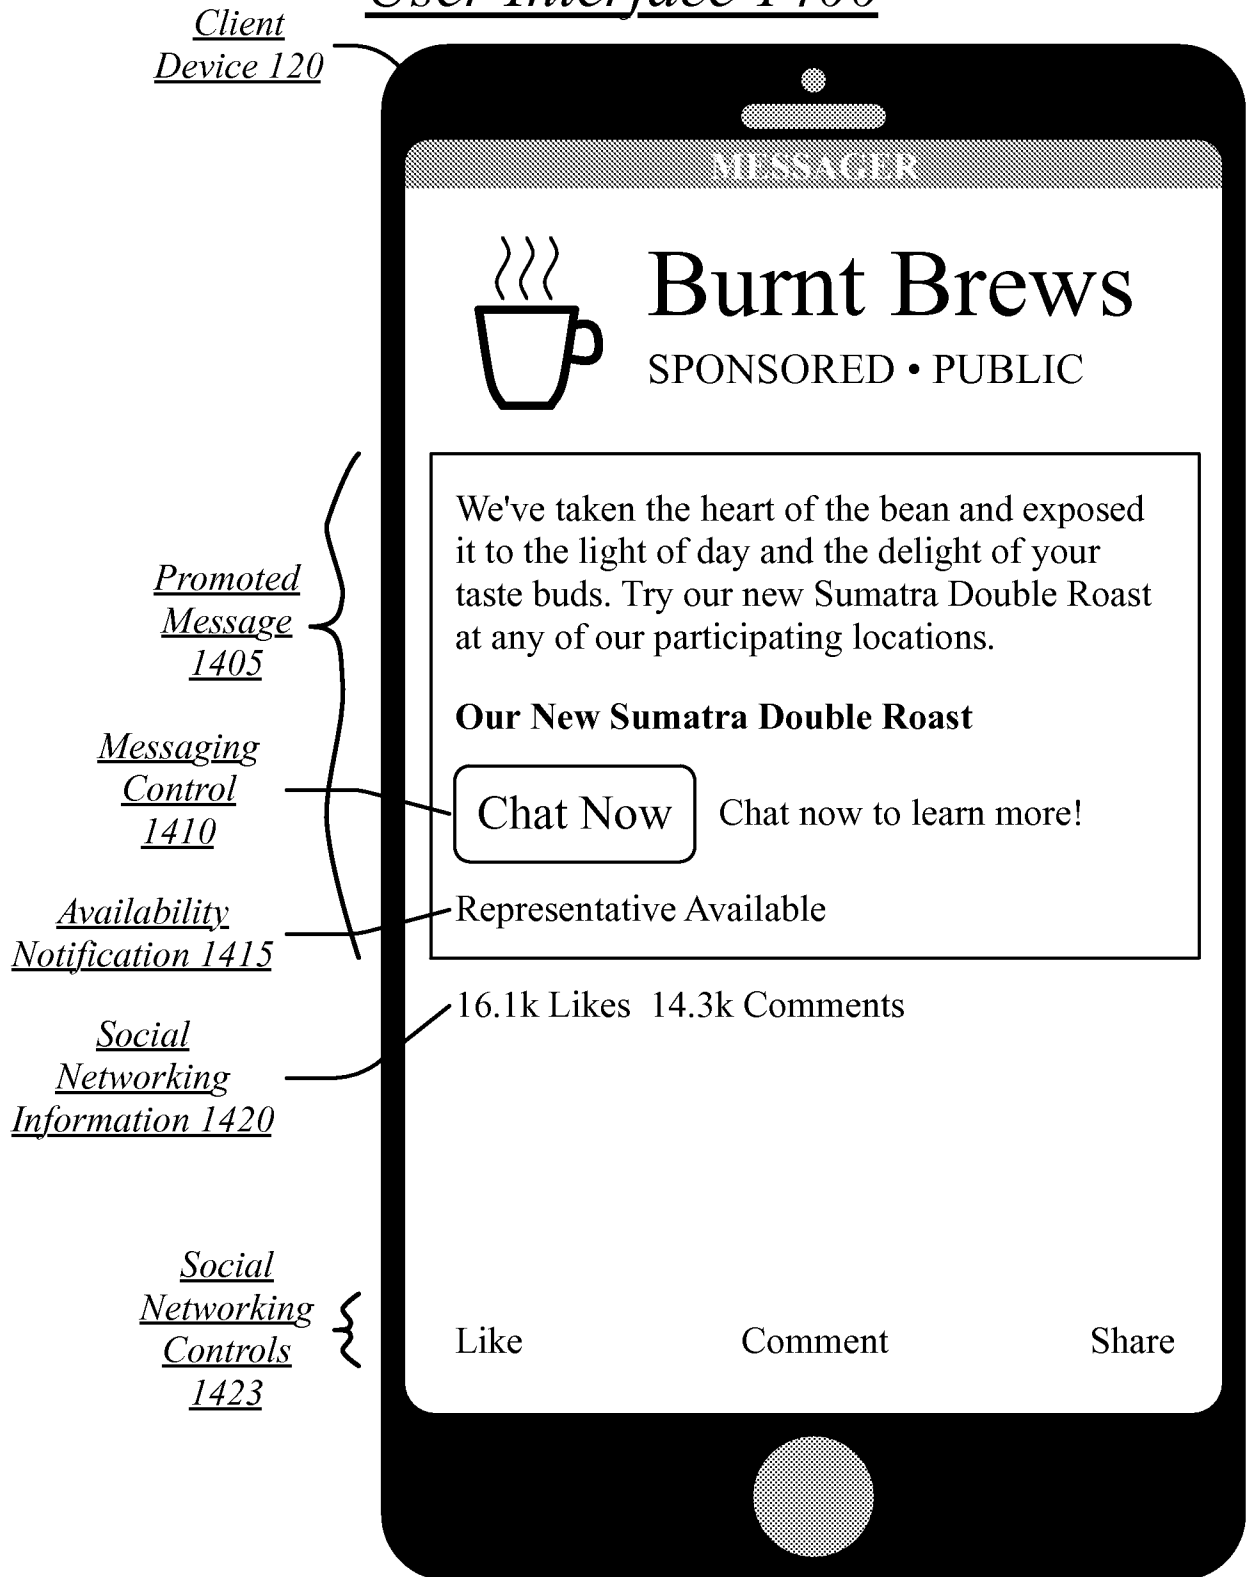 User Interface 1400
Client
Device 120
MESSAGER
Burnt Brews
SPONSORED • PUBLIC
We've taken the heart of the bean and exposed
it to the light of day and the delight of your
taste buds. Try our new Sumatra Double Roast
at any of our participating locations.
Promoted
Message
1405
Our New Sumatra Double Roast
Messaging
Control
1410
Chat Now
Chat now to learn more!
Availability
Notification 1415
Representative Available
16.1k Likes 14.3k Comments
Social
Networking
Information 1420
Social
Networking
Controls
1423
Like
Comment
Share